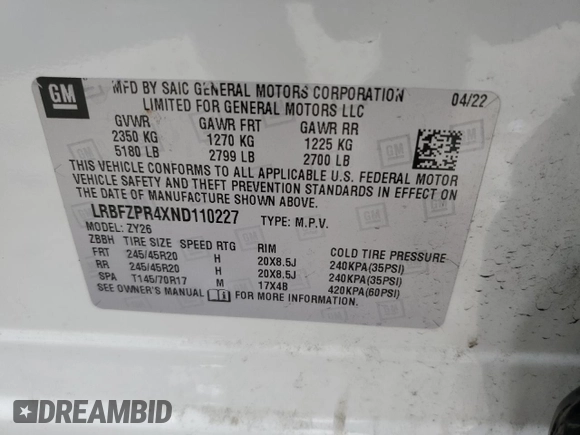 GM
MFD BY SAIC GENERAL MOTORS CORPORATION 04/22
LIMITED FOR GENERAL MOTORS LLC
GVWR GAWR FRT GAWR RR
2350 KG 1270 KG 1225 KG
5180 LB 2799 LB 2700 LB
THIS VEHICLE CONFORMS TO ALL APPLICABLE U.S. FEDERAL MOTOR
VEHICLE SAFETY AND THEFT PREVENTION STANDARDS IN EFFECT ON
THE DATE OF MANUFACTURE SHOWN ABOVE.
LRBFZPR4XND110227 TYPE: M.P.V.
MODEL: ZY26
ZBBH TIRE SIZE SPEED RTG RIM COLD TIRE PRESSURE
FRT 245/45R20 H 20X8.5J 240KPA(35PSI)
RR 245/45R20 H 20X8.5J 240KPA(35PSI)
SPA T145/70R17 M 17X4B 420KPA(60PSI)
SEE OWNER'S MANUAL FOR MORE INFORMATION.
DREAMBID